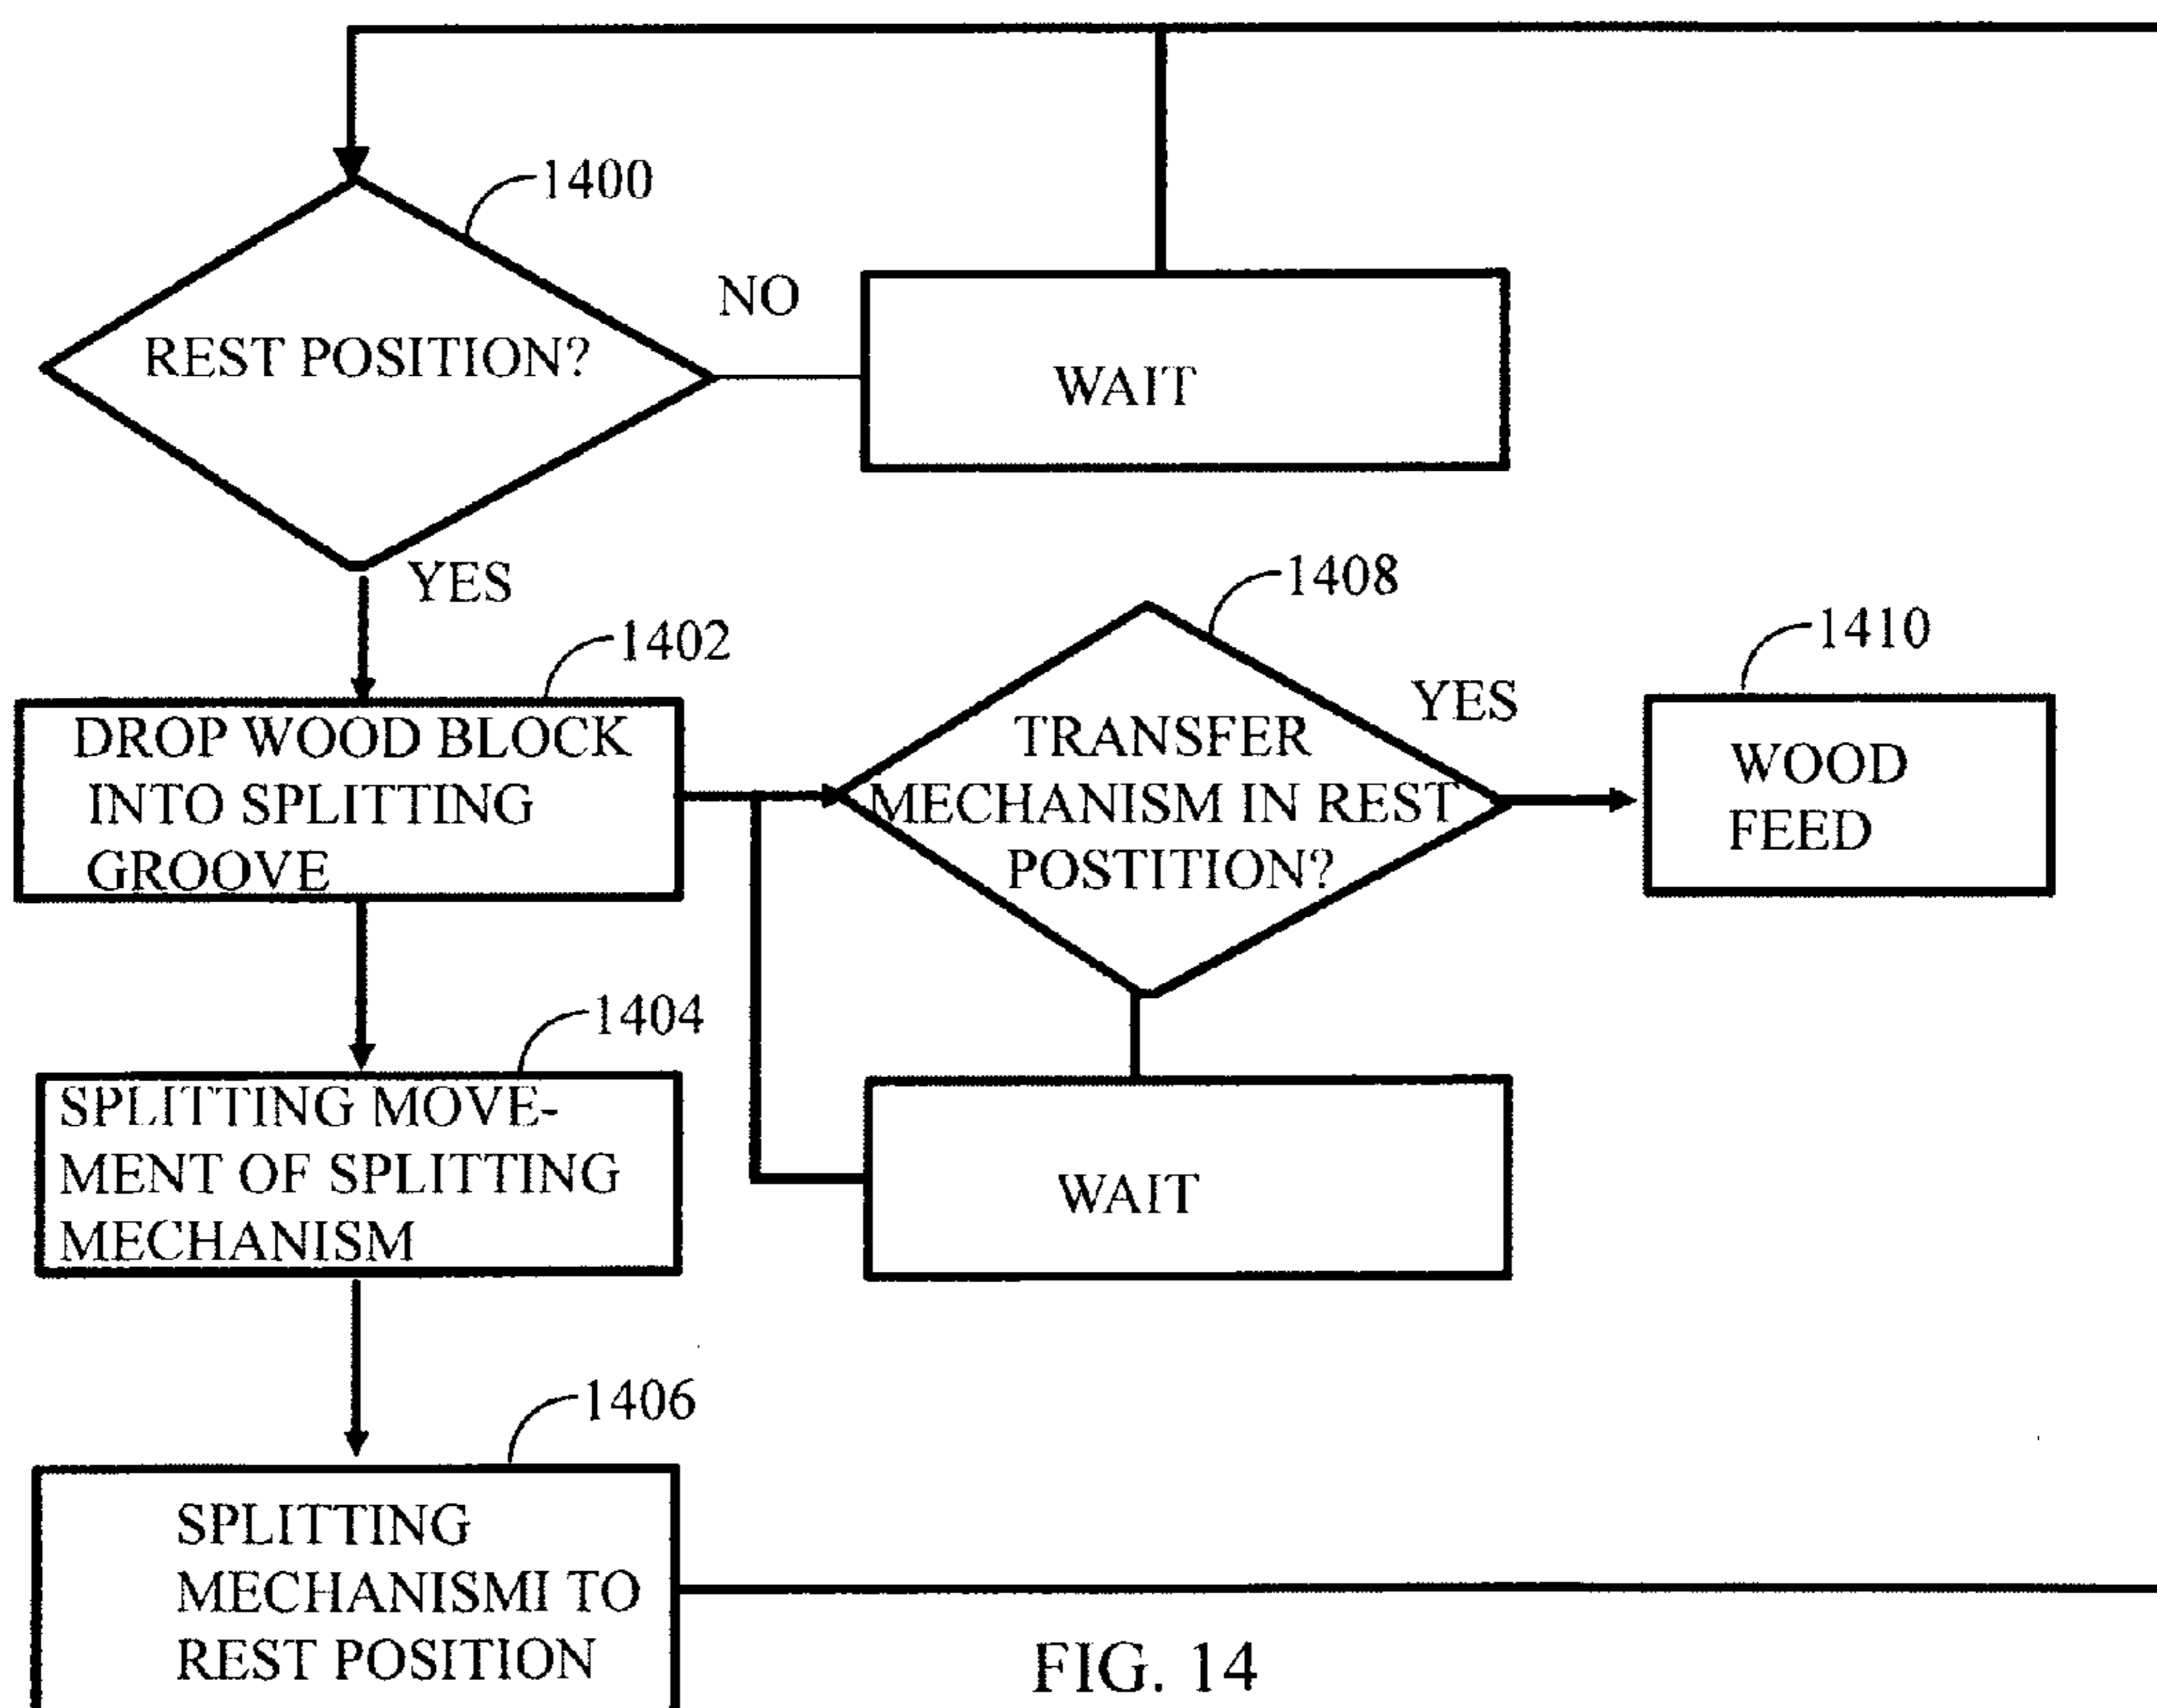 1400
NO
REST POSITION?
WAIT
YES
1402
DROP WOOD BLOCK
INTO SPLITTING
GROOVE
1408
TRANSFER
MECHANISM IN REST
POSTITION?
YES
1410
WOOD
FEED
WAIT
1404
SPLITTING MOVE-
MENT OF SPLITTING
MECHANISM
1406
SPLITTING
MECHANISMI TO
REST POSITION
FIG. 14